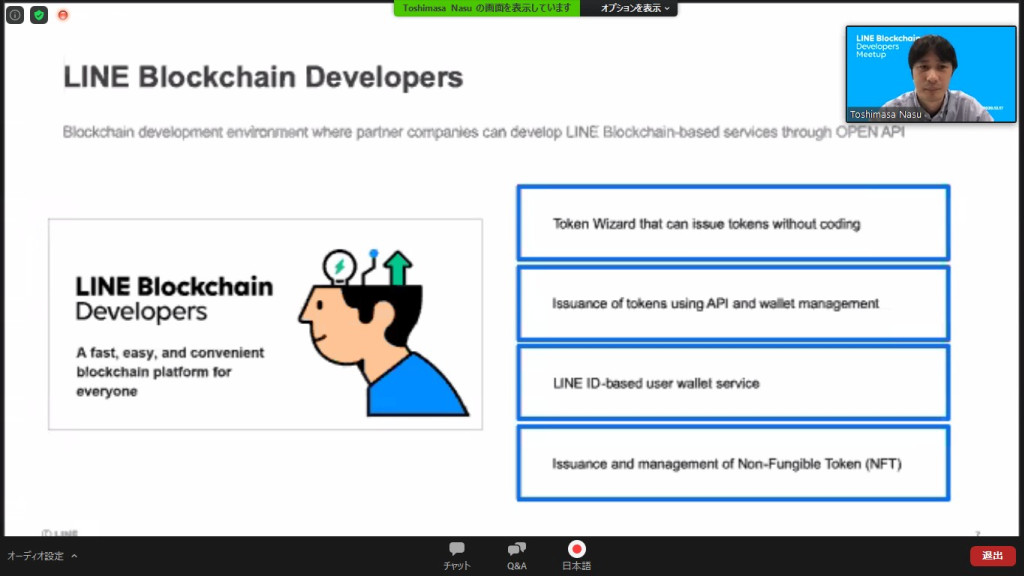 Toshimasa Nasu の画面を表示しています
オプションを表示
LINE Blockchain Developers
LINE Blockchain
Developers
Meetup
Toshimasa Nasu
Blockchain development environment where partner companies can develop LINE Blockchain-based services through OPEN API
LINE Blockchain
Developers
A fast, easy, and convenient
blockchain platform for
everyone
Token Wizard that can issue tokens without coding
Issuance of tokens using API and wallet management
LINE ID-based user wallet service
Issuance and management of Non-Fungible Token (NFT)
© LINE
7
オーディオ設定
チャット
Q&A
日本語
退出